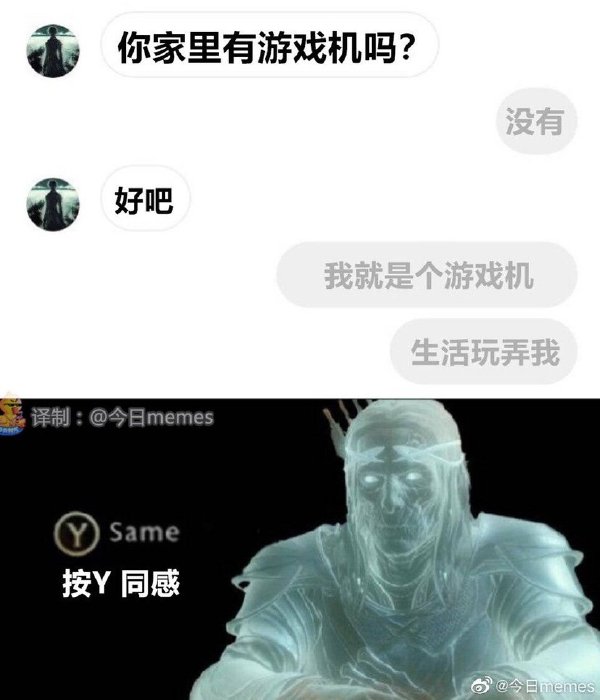 你家里有游戏机吗？
没有
好吧
我就是个游戏机
生活玩弄我
译制：@今日memes
Y Same
按Y 同感
@今日memes